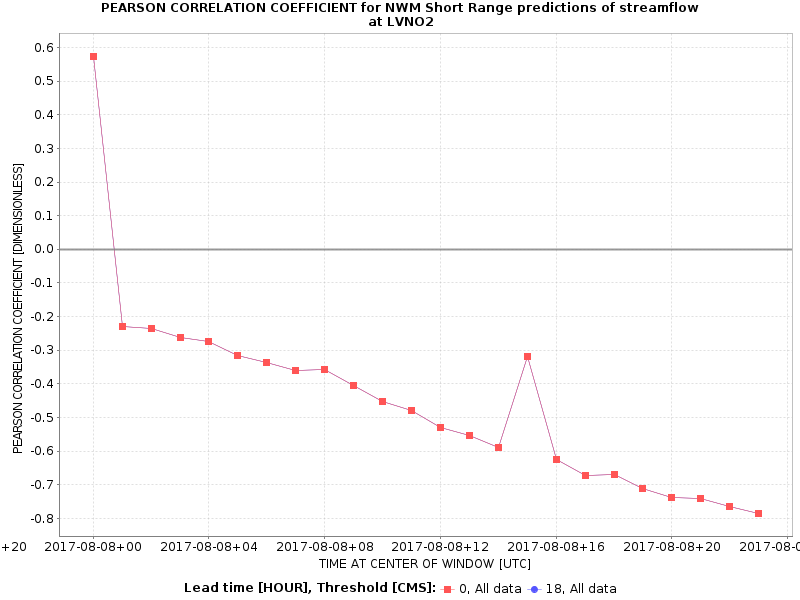 PEARSON CORRELATION COEFFICIENT for NWM Short Range predictions of streamflow
at LVNO2
PEARSON CORRELATION COEFFICIENT [DIMENSIONLESS]
0.6
0.5
0.4
0.3
0.2
0.1
0.0
-0.1
-0.2
-0.3
-0.4
-0.5
-0.6
-0.7
-0.8
+20 2017-08-08+00 2017-08-08+04 2017-08-08+08 2017-08-08+12 2017-08-08+16 2017-08-08+20 2017-08-0
TIME AT CENTER OF WINDOW [UTC]
Lead time [HOUR], Threshold [CMS]: 0, All data 18, All data